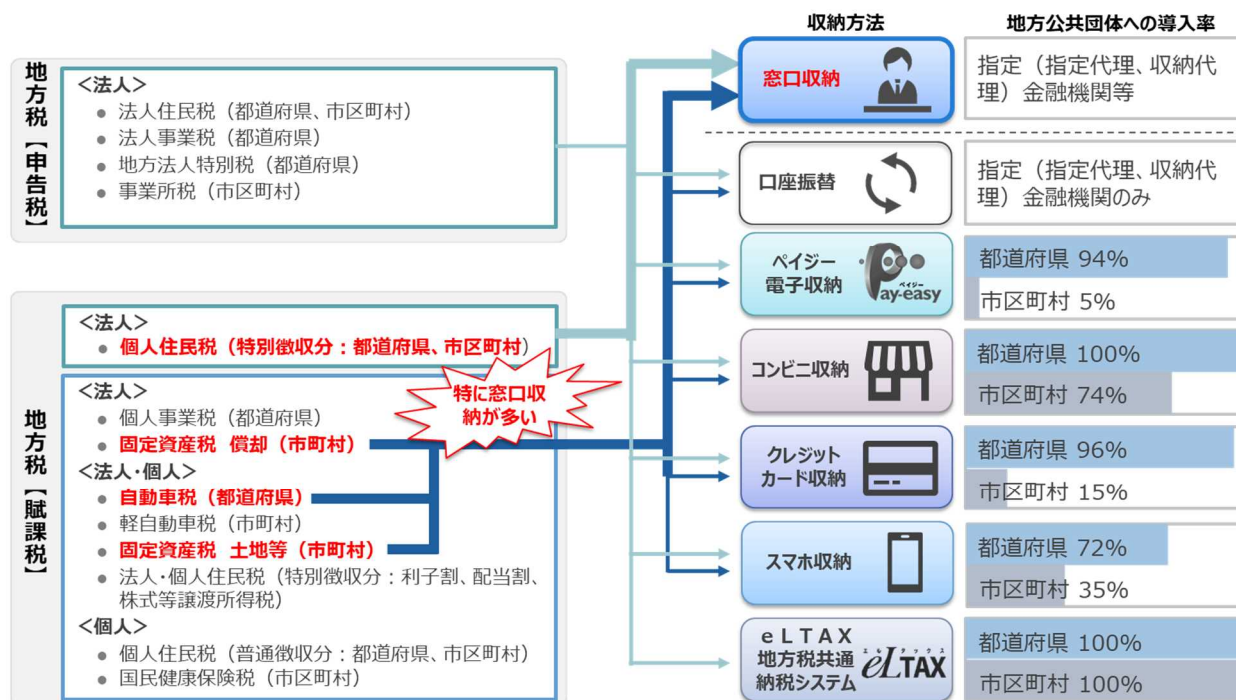 収納方法
地方公共団体への導入率
地方税【申告税】
<法人>
● 法人住民税（都道府県、市区町村）
● 法人事業税（都道府県）
● 地方法人特別税（都道府県）
● 事業所税（市区町村）
地方税【賦課税】
<法人>
● 個人住民税（特別徴収分：都道府県、市区町村）
<法人>
● 個人事業税（都道府県）
● 固定資産税 償却（市町村）
<法人・個人>
● 自動車税（都道府県）
● 軽自動車税（市町村）
● 固定資産税 土地等（市町村）
● 法人・個人住民税（特別徴収分：利子割、配当割、
株式等譲渡所得税）
<個人>
● 個人住民税（普通徴収分：都道府県、市区町村）
● 国民健康保険税（市区町村）
特に窓口収
納が多い
窓口収納
指定（指定代理、収納代
理）金融機関等
口座振替
指定（指定代理、収納代
理）金融機関のみ
ペイジー
電子収納
ペイジー
Pay-easy
都道府県 94%
市区町村 5%
コンビニ収納
都道府県 100%
市区町村 74%
クレジット
カード収納
都道府県 96%
市区町村 15%
スマホ収納
都道府県 72%
市区町村 35%
eLTAX
地方税共通
納税システム
エルタックス
eLTAX
都道府県 100%
市区町村 100%